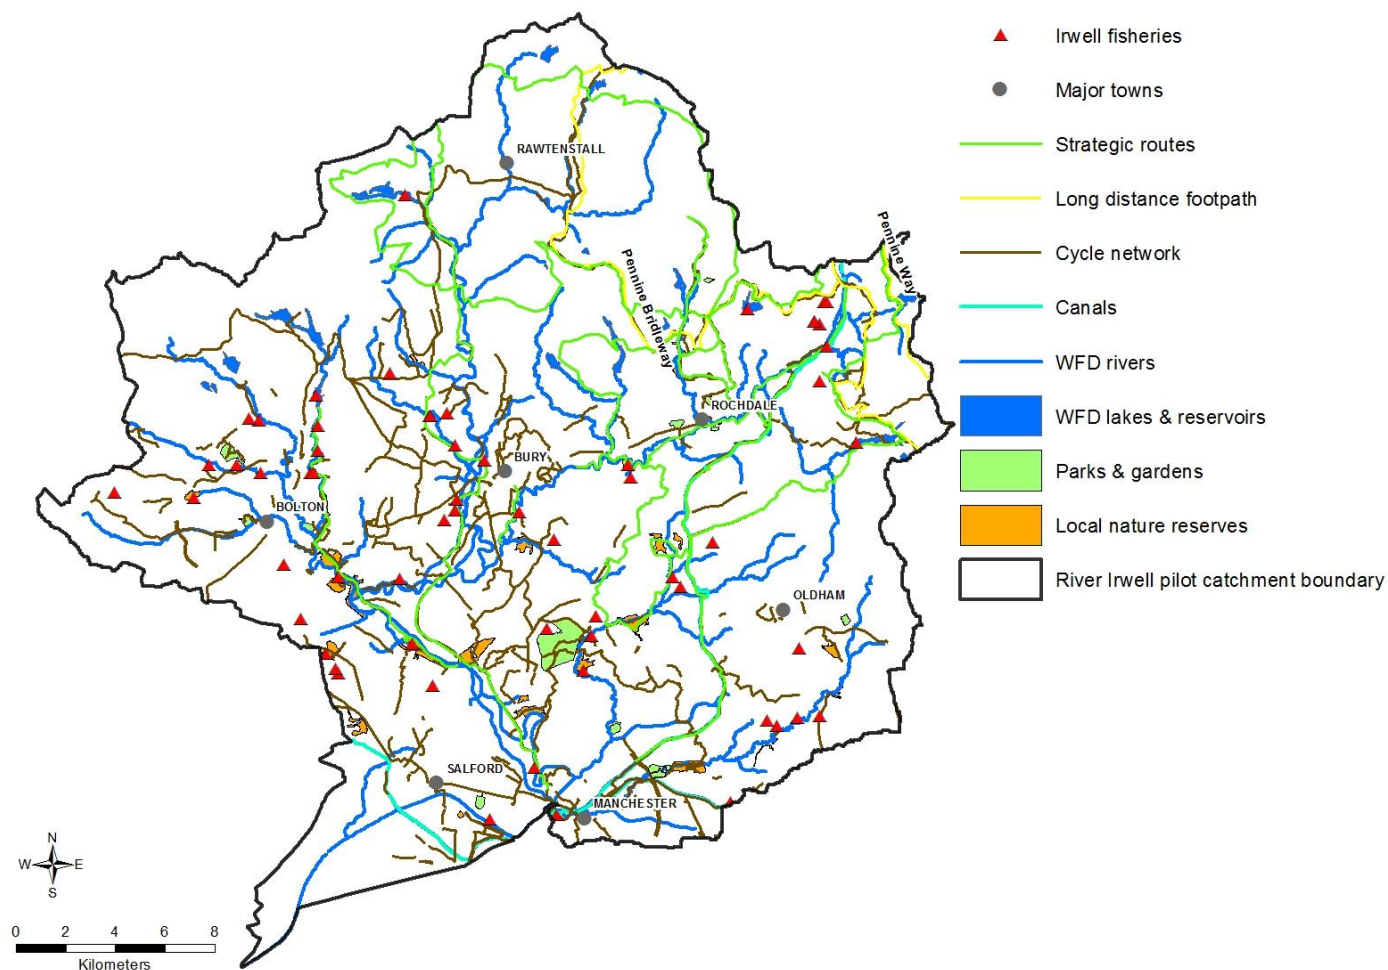 Irwell fisheries
Major towns
Strategic routes
Long distance footpath
Cycle network
Canals
WFD rivers
WFD lakes & reservoirs
Parks & gardens
Local nature reserves
River Irwell pilot catchment boundary
RAWTENSTALL
Pennine Way
Pennine Bridleway
ROCHDALE
BURY
BOLTON
OLDHAM
SALFORD
MANCHESTER
N
W E
S
0 2 4 6 8
Kilometers